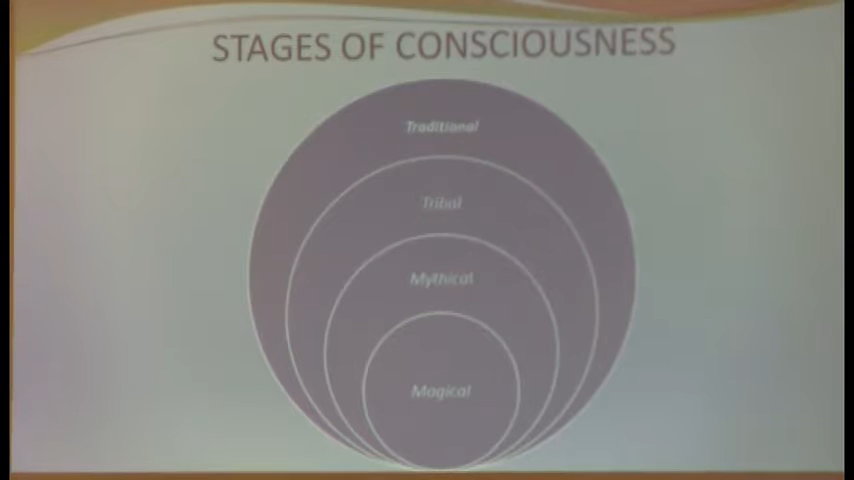 STAGES OF CONSCIOUSNESS
Traditional
Tribal
Mythical
Magical